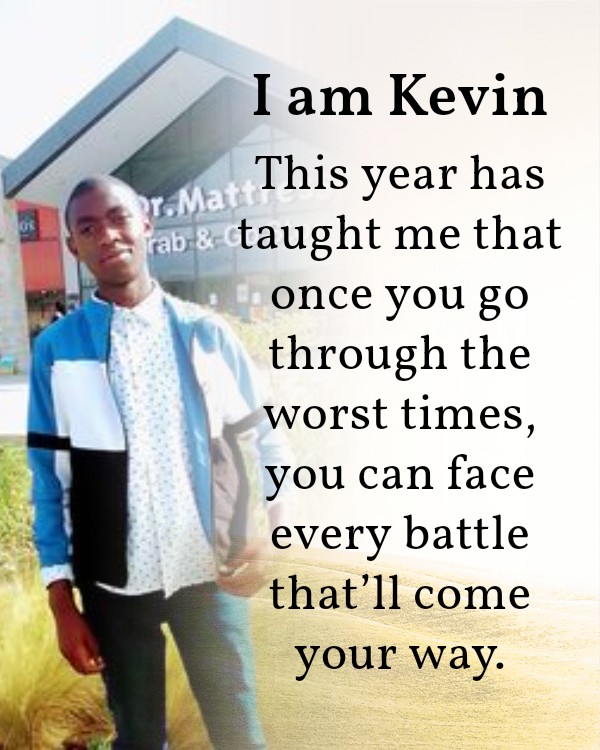 I am Kevin
This year has
taught me that
once you go
through the
worst times,
you can face
every battle
that’ll come
your way.
Dr.Mattre
rab & G